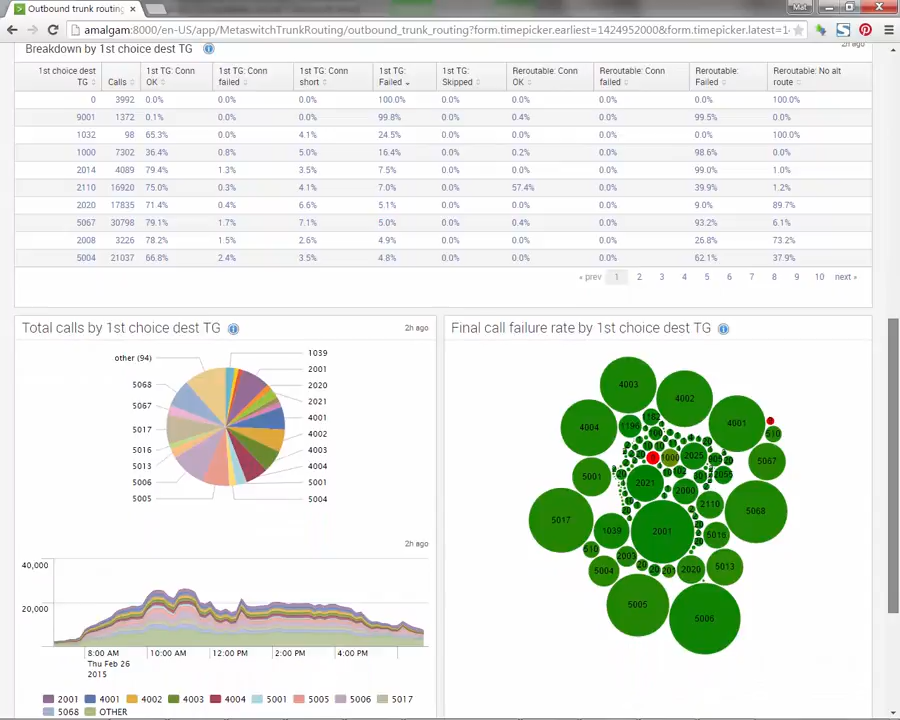 Outbound trunk routing
Mat
amalgam:8000/en-US/app/MetaswitchTrunkRouting/outbound_trunk_routing?form.timepicker.earliest=1424952000&form.timepicker.latest=1
Breakdown by 1st choice dest TG
2h ago
1st choice dest TG Calls 1st TG: Conn OK 1st TG: Conn failed 1st TG: Conn short 1st TG: Failed 1st TG: Skipped Reroutable: Conn OK Reroutable: Conn failed Reroutable: Failed Reroutable: No alt route
0 3992 0.0% 0.0% 0.0% 100.0% 0.0% 0.0% 0.0% 0.0% 100.0%
9001 1372 0.1% 0.0% 0.0% 99.8% 0.0% 0.4% 0.0% 99.5% 0.0%
1032 98 65.3% 0.0% 4.1% 24.5% 0.0% 0.0% 0.0% 0.0% 100.0%
1000 7302 36.4% 0.8% 5.0% 16.4% 0.0% 0.2% 0.0% 98.6% 0.0%
2014 4089 79.4% 1.3% 3.5% 7.5% 0.0% 0.0% 0.0% 99.0% 1.0%
2110 16920 75.0% 0.3% 4.1% 7.0% 0.0% 57.4% 0.0% 39.9% 1.2%
2020 17835 71.4% 0.4% 6.6% 5.1% 0.0% 0.0% 0.0% 9.0% 89.7%
5067 30798 79.1% 1.7% 7.1% 5.0% 0.0% 0.4% 0.0% 93.2% 6.1%
2008 3226 78.2% 1.5% 2.6% 4.9% 0.0% 0.0% 0.0% 26.8% 73.2%
5004 21037 66.8% 2.4% 3.5% 4.8% 0.0% 0.0% 0.0% 62.1% 37.9%
« prev 1 2 3 4 5 6 7 8 9 10 next »
Total calls by 1st choice dest TG
2h ago
other (94)
5068
5067
5017
5016
5013
5006
5005
1039
2001
2020
2021
4001
4002
4003
4004
5001
5004
2h ago
40,000
20,000
8:00 AM 10:00 AM 12:00 PM 2:00 PM 4:00 PM
Thu Feb 26
2015
2001 4001 4002 4003 4004 5001 5005 5006 5017
5068 OTHER
Final call failure rate by 1st choice dest TG
4003
4002
4001
4004
510
1000
2025
5067
5001
2021
2000
2110
5068
5017
1039
2001
5016
510
2003
5004
2020
5013
5005
5006